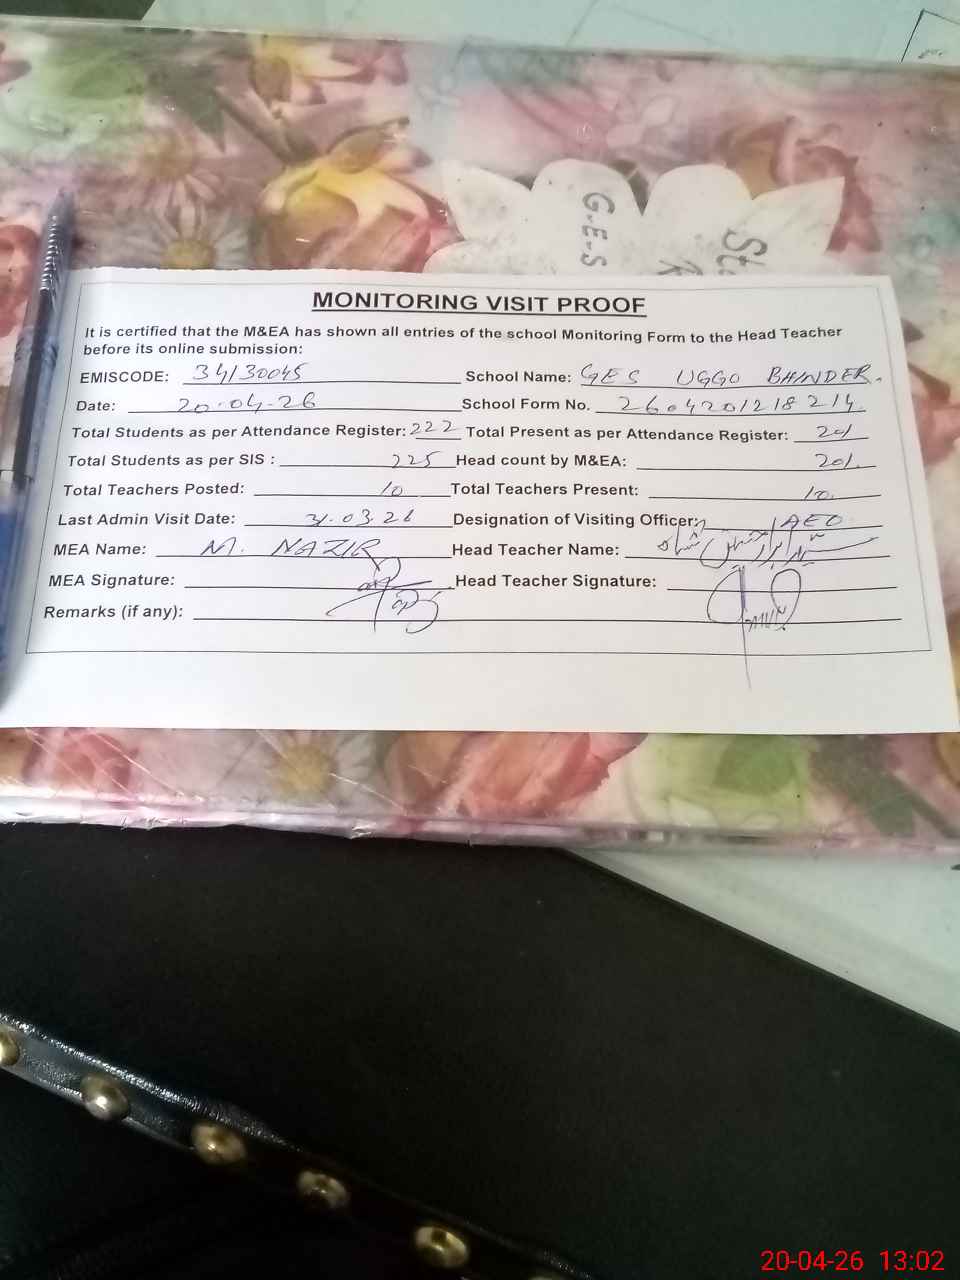 G-E-S
MONITORING VISIT PROOF
It is certified that the M&EA has shown all entries of the school Monitoring Form to the Head Teacher
before its online submission:
EMISCODE: 34130045 School Name: GES UGGO BHINDER.
Date: 20-04-26 School Form No. 2604201218214
Total Students as per Attendance Register: 222 Total Present as per Attendance Register: 201
Total Students as per SIS : 225 Head count by M&EA: 201
Total Teachers Posted: 10 Total Teachers Present: 10
Last Admin Visit Date: 31.03.26 Designation of Visiting Officer: AEO
MEA Name: M. NAZIR Head Teacher Name: شاہ
MEA Signature: Head Teacher Signature:
Remarks (if any):
20-04-26 13:02